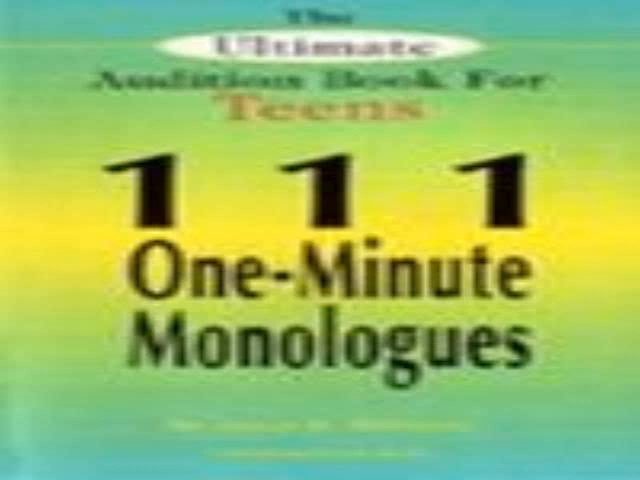 The
Ultimate
Audition Book For
Teens
111
One-Minute
Monologues